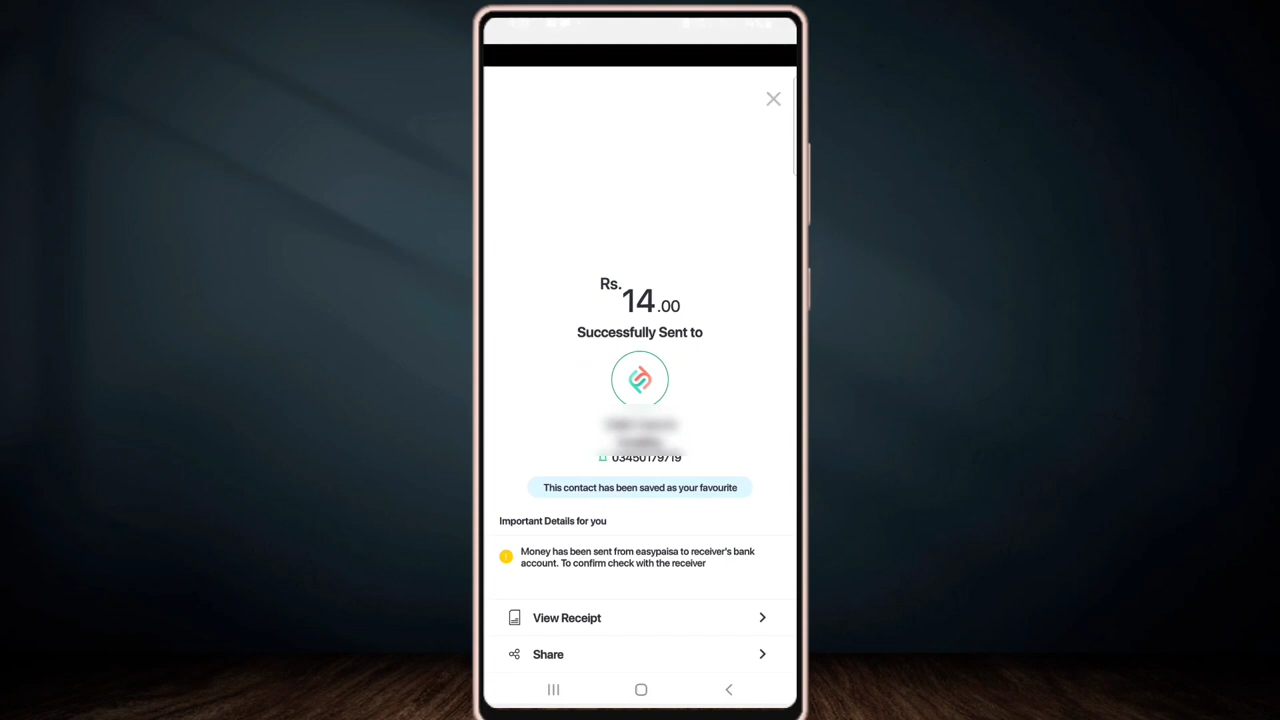 Rs.14.00
Successfully Sent to
03450179719
This contact has been saved as your favourite
Important Details for you
Money has been sent from easypaisa to receiver's bank
account. To confirm check with the receiver
View Receipt
Share